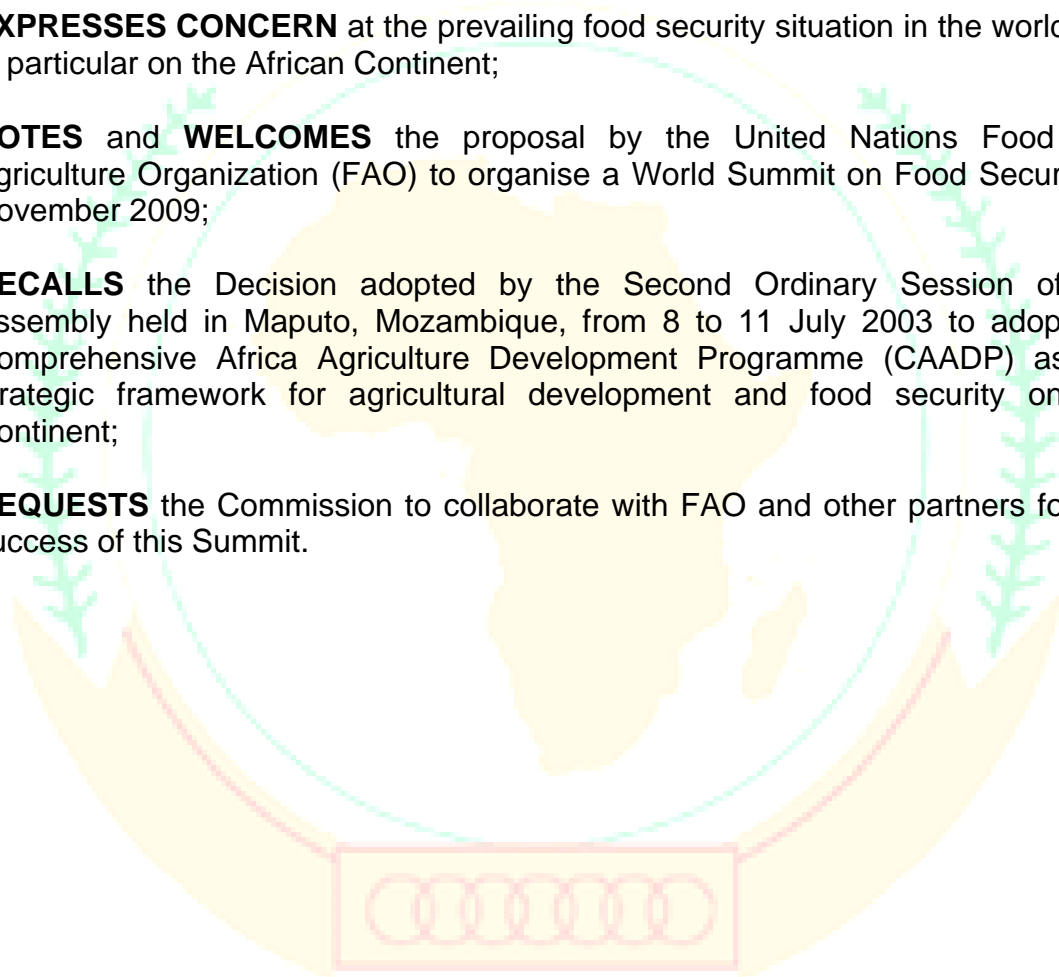 XPRESSES CONCERN at the prevailing food security situation in the world
particular on the African Continent;
OTES and WELCOMES the proposal by the United Nations Food
griculture Organization (FAO) to organise a World Summit on Food Secur
ovember 2009;
ECALLS the Decision adopted by the Second Ordinary Session of
ssembly held in Maputo, Mozambique, from 8 to 11 July 2003 to adop
omprehensive Africa Agriculture Development Programme (CAADP) as
rategic framework for agricultural development and food security on
ontinent;
EQUESTS the Commission to collaborate with FAO and other partners fo
uccess of this Summit.